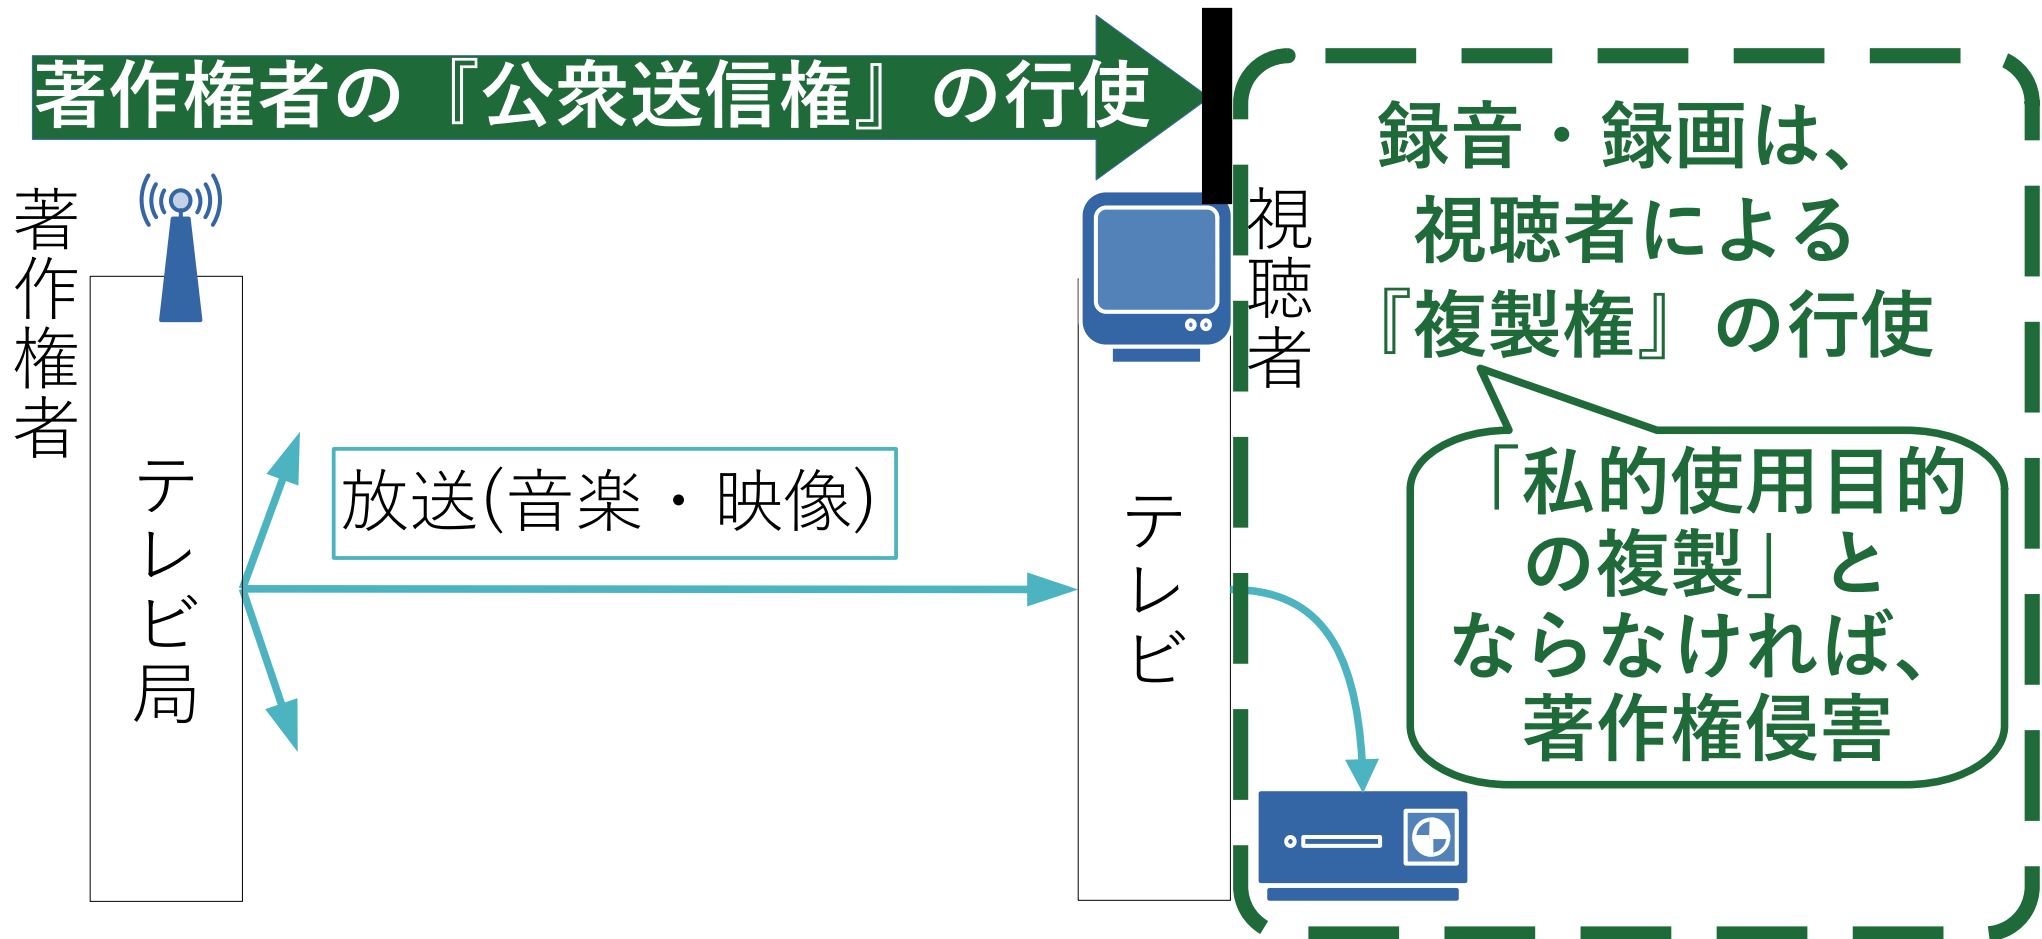 著作権者の『公衆送信権』の行使
著作権者
テレビ局
放送(音楽・映像)
テレビ
視聴者
録音・録画は、
視聴者による
『複製権』の行使
「私的使用目的
の複製」と
ならなければ、
著作権侵害